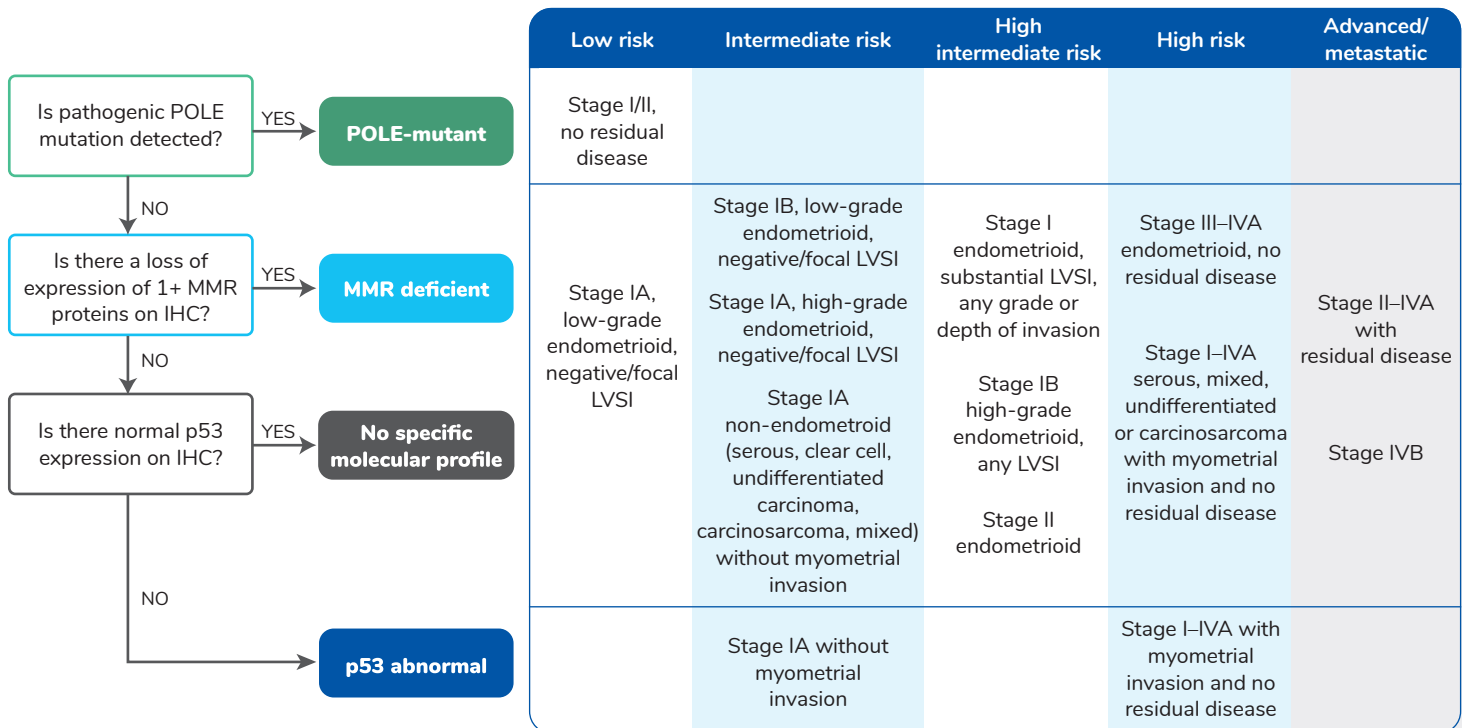 Low risk
Intermediate risk
High
intermediate risk
High risk
Advanced/
metastatic
Is pathogenic POLE
mutation detected?
YES
POLE-mutant
Stage I/II,
no residual
disease
NO
Is there a loss of
expression of 1+ MMR
proteins on IHC?
YES
MMR deficient
NO
Is there normal p53
expression on IHC?
YES
No specific
molecular profile
Stage IA,
low-grade
endometrioid,
negative/focal
LVSI
Stage IB, low-grade
endometrioid,
negative/focal LVSI
Stage IA, high-grade
endometrioid,
negative/focal LVSI
Stage IA
non-endometroid
(serous, clear cell,
undifferentiated
carcinoma,
carcinosarcoma, mixed)
without myometrial
invasion
Stage I
endometrioid,
substantial LVSI,
any grade or
depth of invasion
Stage IB
high-grade
endometrioid,
any LVSI
Stage II
endometrioid
Stage III–IVA
endometrioid, no
residual disease
Stage I–IVA
serous, mixed,
undifferentiated
or carcinosarcoma
with myometrial
invasion and no
residual disease
Stage II–IVA
with
residual disease
Stage IVB
NO
p53 abnormal
Stage IA without
myometrial
invasion
Stage I–IVA with
myometrial
invasion and no
residual disease